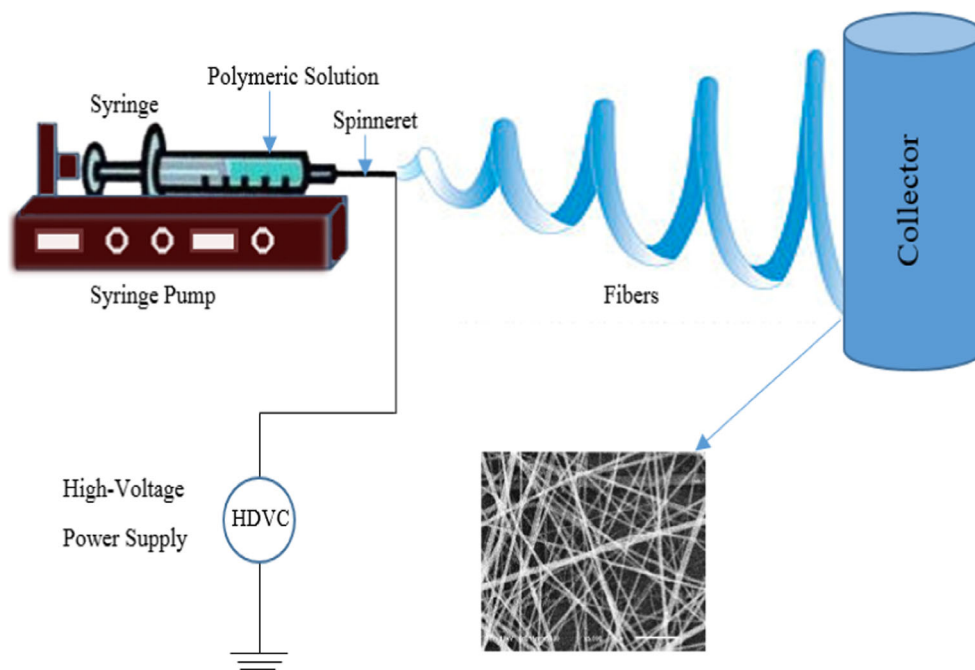 Polymeric Solution
Syringe
Spinneret
Syringe Pump
Fibers
Collector
High-Voltage
Power Supply
HDVC